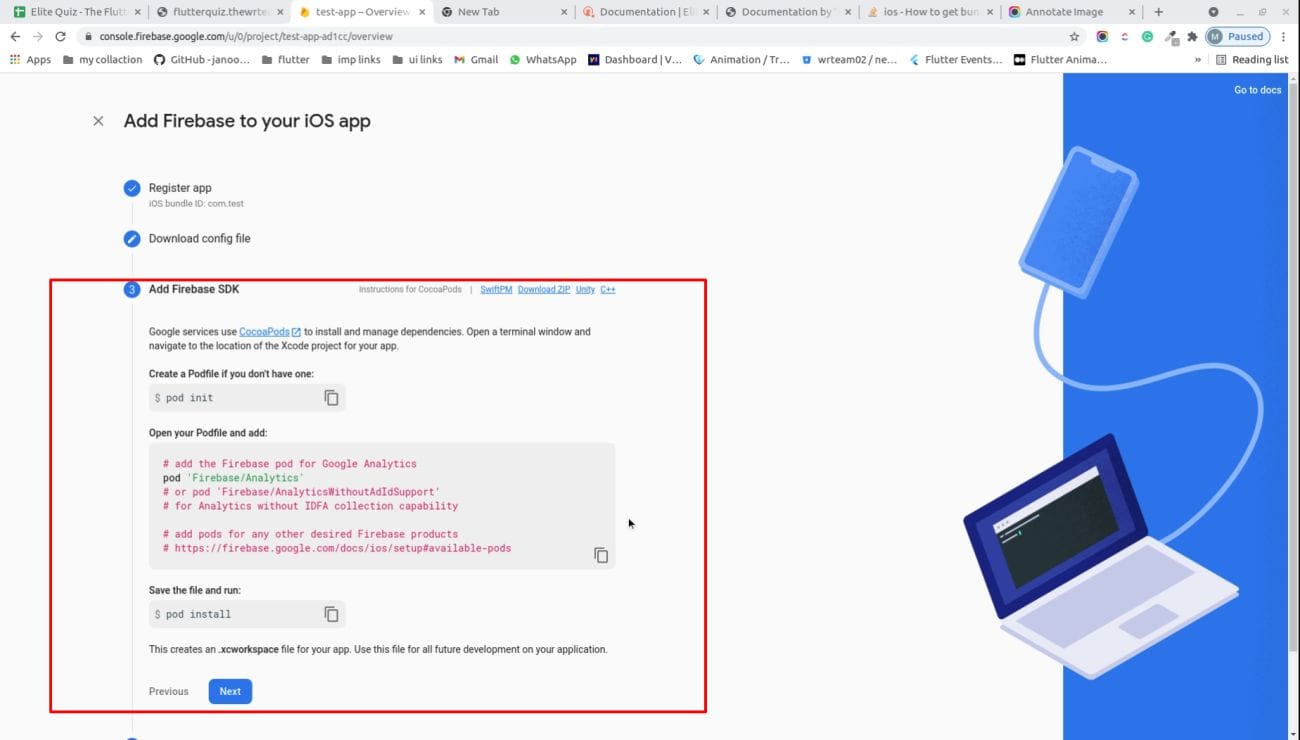 Elite Quiz - The Flutt
flutterquiz.thewrtea
test-app – Overview
New Tab
Documentation | Eli
Documentation by
ios - How to get bun
Annotate Image
console.firebase.google.com/u/0/project/test-app-ad1cc/overview
M Paused
Apps
my collaction
GitHub - janoo...
flutter
imp links
ui links
Gmail
WhatsApp
Dashboard | V...
Animation / Tr...
wrteam02 / ne...
Flutter Events...
Flutter Anima...
»
Reading list
Go to docs
Add Firebase to your iOS app
Register app
iOS bundle ID: com.test
Download config file
3 Add Firebase SDK
Instructions for CocoaPods | SwiftPM Download ZIP Unity C++
Google services use CocoaPods to install and manage dependencies. Open a terminal window and
navigate to the location of the Xcode project for your app.
Create a Podfile if you don't have one:
$ pod init
Open your Podfile and add:
# add the Firebase pod for Google Analytics
pod 'Firebase/Analytics'
# or pod 'Firebase/AnalyticsWithoutAdIdSupport'
# for Analytics without IDFA collection capability
# add pods for any other desired Firebase products
# https://firebase.google.com/docs/ios/setup#available-pods
Save the file and run:
$ pod install
This creates an .xcworkspace file for your app. Use this file for all future development on your application.
Previous
Next